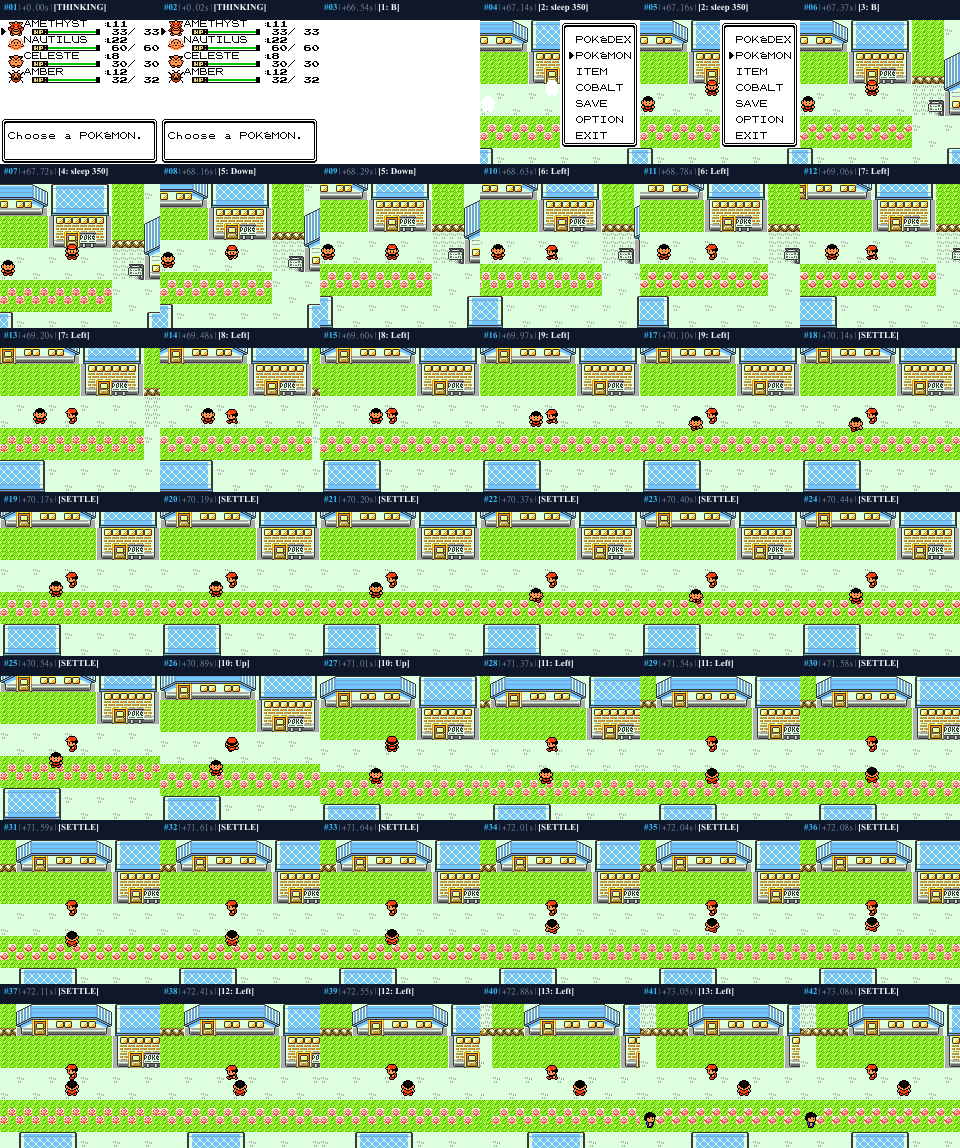 #01|+0.00s|[THINKING] #02|+0.02s|[THINKING] #03|+66.54s|[1: B] #04|+67.14s|[2: sleep 350] #05|+67.16s|[2: sleep 350] #06|+67.37s|[3: B]
AMETHYST :L11 33/ 33
NAUTILUS :L22 60/ 60
CELESTE :L8 30/ 30
AMBER :L12 32/ 32
Choose a POKéMON.
AMETHYST :L11 33/ 33
NAUTILUS :L22 60/ 60
CELESTE :L8 30/ 30
AMBER :L12 32/ 32
Choose a POKéMON.
POKéDEX
POKéMON
ITEM
COBALT
SAVE
OPTION
EXIT
POKéDEX
POKéMON
ITEM
COBALT
SAVE
OPTION
EXIT
#07|+67.72s|[4: sleep 350] #08|+68.16s|[5: Down] #09|+68.29s|[5: Down] #10|+68.63s|[6: Left] #11|+68.78s|[6: Left] #12|+69.06s|[7: Left]
POKé POKé POKé POKé POKé POKé
#13|+69.20s|[7: Left] #14|+69.48s|[8: Left] #15|+69.60s|[8: Left] #16|+69.97s|[9: Left] #17|+70.10s|[9: Left] #18|+70.14s|[SETTLE]
POKé POKé POKé POKé POKé POKé
#19|+70.17s|[SETTLE] #20|+70.19s|[SETTLE] #21|+70.20s|[SETTLE] #22|+70.37s|[SETTLE] #23|+70.40s|[SETTLE] #24|+70.44s|[SETTLE]
POKé POKé POKé POKé POKé POKé
#25|+70.54s|[SETTLE] #26|+70.89s|[10: Up] #27|+71.01s|[10: Up] #28|+71.37s|[11: Left] #29|+71.54s|[11: Left] #30|+71.58s|[SETTLE]
POKé POKé POKé POKé POKé POKé
#31|+71.59s|[SETTLE] #32|+71.61s|[SETTLE] #33|+71.64s|[SETTLE] #34|+72.01s|[SETTLE] #35|+72.04s|[SETTLE] #36|+72.08s|[SETTLE]
POKé POKé POKé POKé POKé POKé
#37|+72.11s|[SETTLE] #38|+72.41s|[12: Left] #39|+72.55s|[12: Left] #40|+72.88s|[13: Left] #41|+73.05s|[13: Left] #42|+73.08s|[SETTLE]